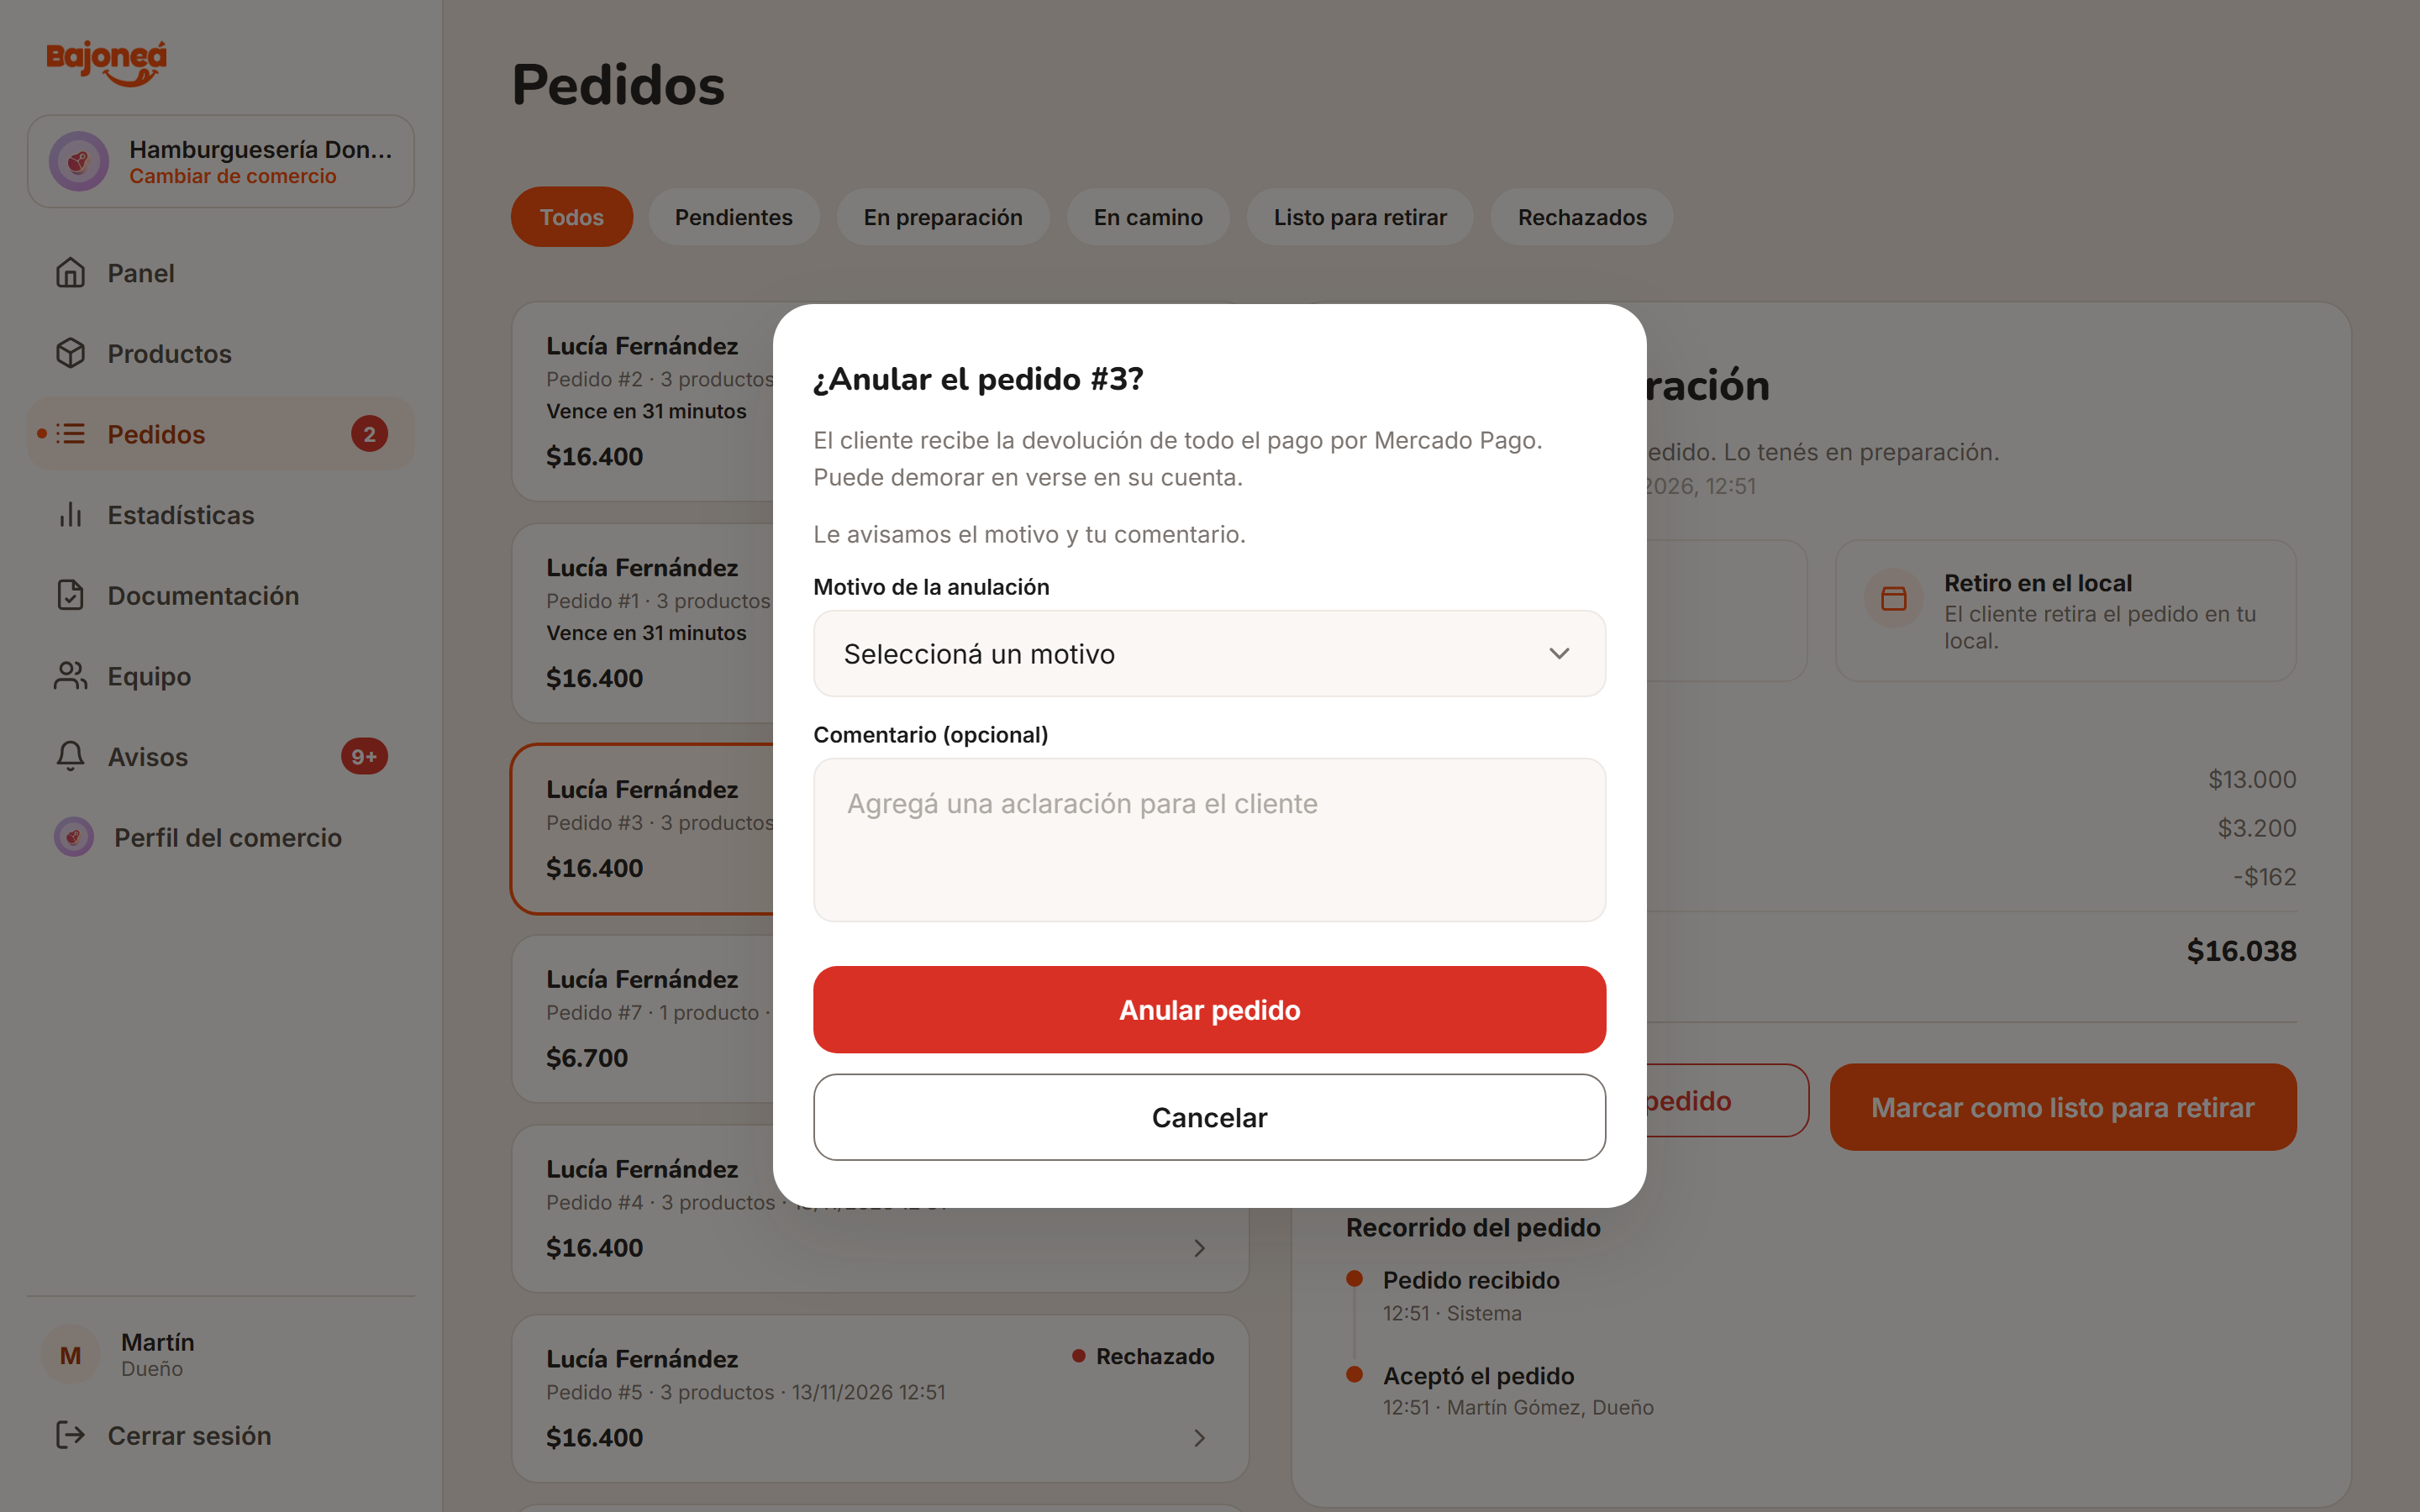 Bajoneá
Hamburguesería Don...
Cambiar de comercio
Panel
Productos
Pedidos
2
Estadísticas
Documentación
Equipo
Avisos
9+
Perfil del comercio
M
Martín
Dueño
Cerrar sesión
Pedidos
Todos
Pendientes
En preparación
En camino
Listo para retirar
Rechazados
Lucía Fernández
Pedido #2 · 3 productos
Vence en 31 minutos
$16.400
Lucía Fernández
Pedido #1 · 3 productos
Vence en 31 minutos
$16.400
Lucía Fernández
Pedido #3 · 3 productos
$16.400
Lucía Fernández
Pedido #7 · 1 producto ·
$6.700
Lucía Fernández
Pedido #4 · 3 productos ·
$16.400
Lucía Fernández
Rechazado
Pedido #5 · 3 productos · 13/11/2026 12:51
$16.400
¿Anular el pedido #3?
El cliente recibe la devolución de todo el pago por Mercado Pago.
Puede demorar en verse en su cuenta.
Le avisamos el motivo y tu comentario.
Motivo de la anulación
Seleccioná un motivo
Comentario (opcional)
Agregá una aclaración para el cliente
Anular pedido
Cancelar
ración
edido. Lo tenés en preparación.
2026, 12:51
Retiro en el local
El cliente retira el pedido en tu
local.
$13.000
$3.200
-$162
$16.038
pedido
Marcar como listo para retirar
Recorrido del pedido
Pedido recibido
12:51 · Sistema
Aceptó el pedido
12:51 · Martín Gómez, Dueño